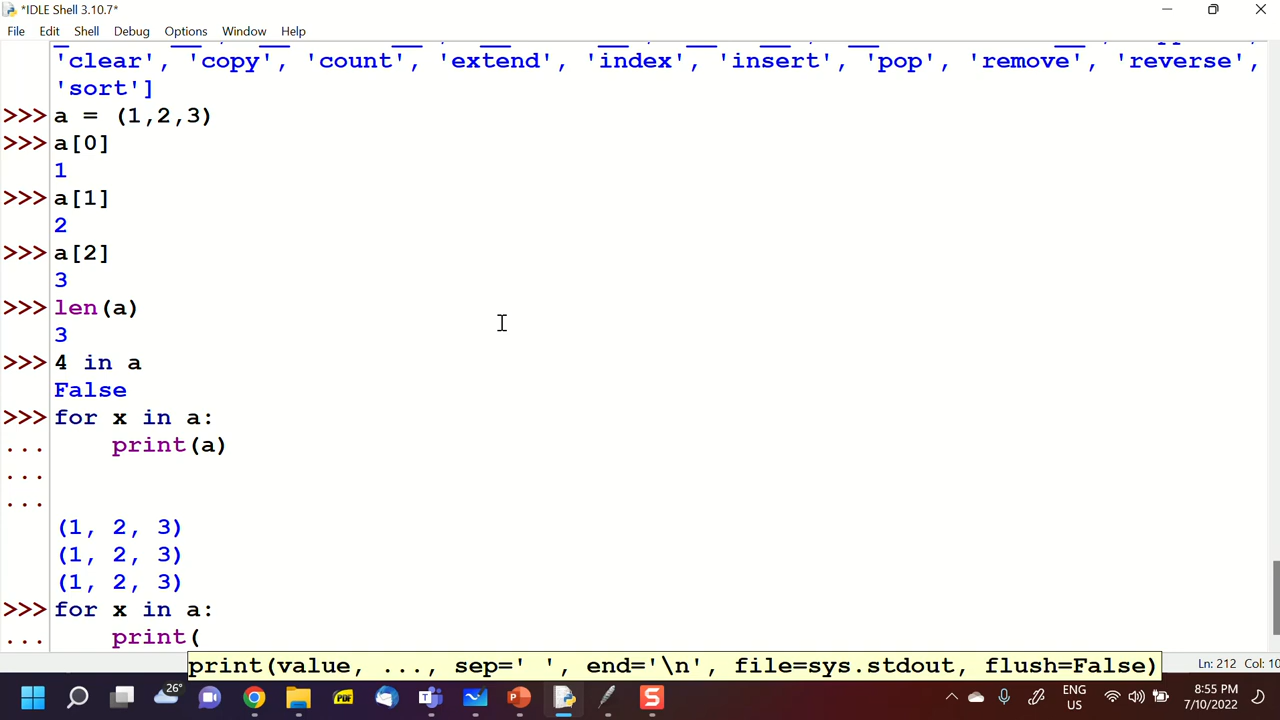 *IDLE Shell 3.10.7*
File Edit Shell Debug Options Window Help
'clear', 'copy', 'count', 'extend', 'index', 'insert', 'pop', 'remove', 'reverse',
'sort']
>>> a = (1,2,3)
>>> a[0]
1
>>> a[1]
2
>>> a[2]
3
>>> len(a)
3
>>> 4 in a
False
>>> for x in a:
...     print(a)
...
...
(1, 2, 3)
(1, 2, 3)
(1, 2, 3)
>>> for x in a:
...     print(
print(value, ..., sep=' ', end='\n', file=sys.stdout, flush=False)
Ln: 212 Col: 10
26°
PDF
ENG
US
8:55 PM
7/10/2022